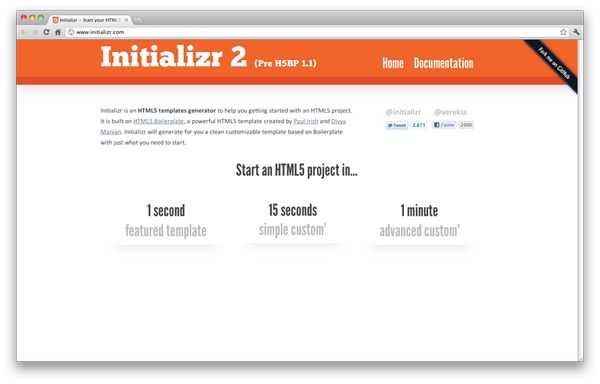 Initializr - Start your HTML5
www.initializr.com
Initializr 2 (Pre H5BP 1.1)
Home Documentation
Fork me on GitHub
Initializr is an HTML5 templates generator to help you getting started with an HTML5 project.
It is built on HTML5 Boilerplate, a powerful HTML5 template created by Paul Irish and Divya
Manian. Initializr will generate for you a clean customizable template based on Boilerplate
with just what you need to start.
@initializr @verekia
Tweet 2,871 J'aime 2000
Start an HTML5 project in...
1 second 15 seconds 1 minute
featured template simple custom' advanced custom'